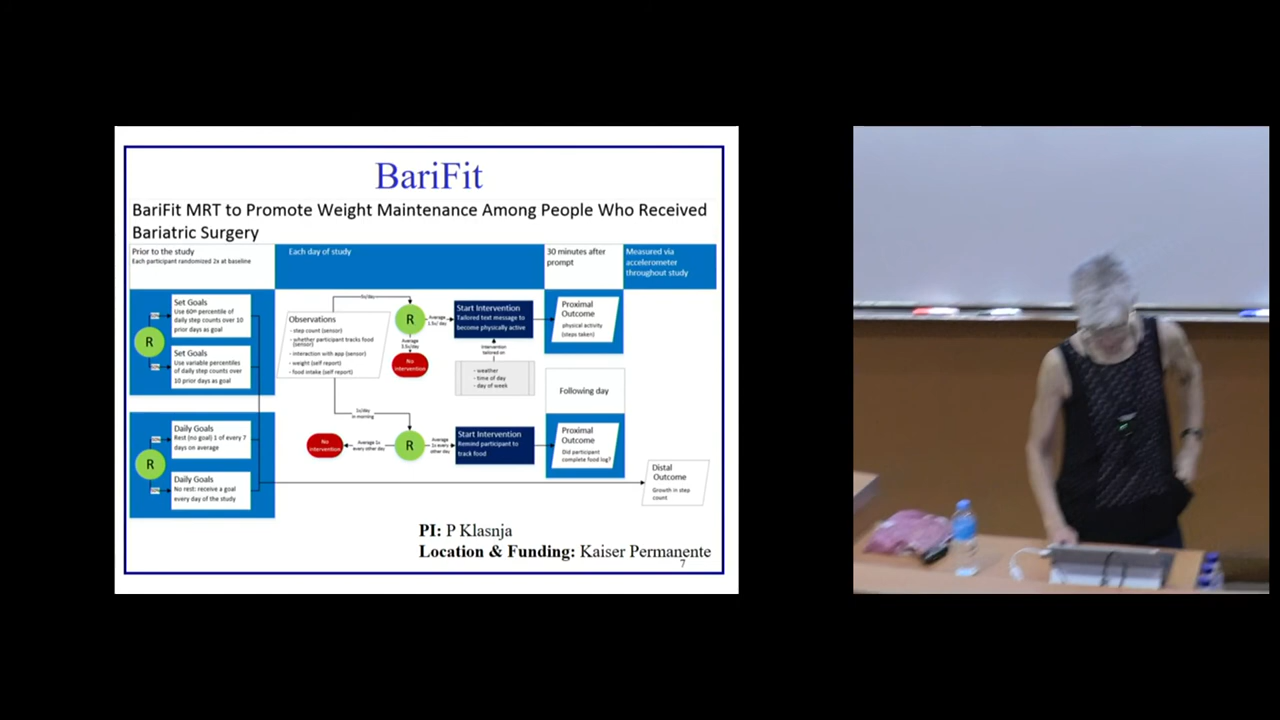 BariFit
BariFit MRT to Promote Weight Maintenance Among People Who Received
Bariatric Surgery
Prior to the study
Each participant randomized 2x at baseline
Each day of study
30 minutes after
prompt
Measured via
accelerometer
throughout study
R
Set Goals
Use 60th percentile of
daily step counts over 10
prior days as goal
Set Goals
Use variable percentiles
of daily step counts over
10 prior days as goal
R
Daily Goals
Rest (no goal) 1 of every 7
days on average
Daily Goals
No rest: receive a goal
every day of the study
Observations
- step count (sensor)
- whether participant tracks food
(sensor)
- interaction with app (sensor)
- weight (self report)
- food intake (self report)
R
Average
No
intervention
Start Intervention
Tailored text message to
become physically active
Intervention
tailored on
- weather
- time of day
- day of week
Proximal
Outcome
physical activity
(steps taken)
Following day
1x/day
in morning
R
No
intervention
Average 1x
every other day
Average
1x every
other day
Start Intervention
Remind participant to
track food
Proximal
Outcome
Did participant
complete food log?
Distal
Outcome
Growth in step
count
PI: P Klasnja
Location & Funding: Kaiser Permanente
7